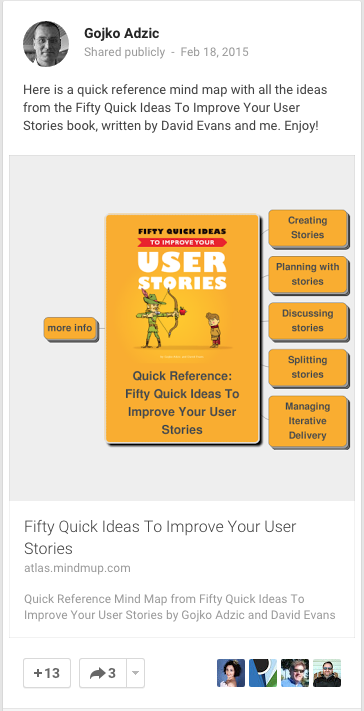 Gojko Adzic
Shared publicly - Feb 18, 2015
Here is a quick reference mind map with all the ideas
from the Fifty Quick Ideas To Improve Your User
Stories book, written by David Evans and me. Enjoy!
FIFTY QUICK IDEAS
TO IMPROVE YOUR
USER
STORIES
Quick Reference:
Fifty Quick Ideas To
Improve Your User
Stories
more info
Creating
Stories
Planning with
stories
Discussing
stories
Splitting
stories
Managing
Iterative
Delivery
Fifty Quick Ideas To Improve Your User
Stories
atlas.mindmup.com
Quick Reference Mind Map from Fifty Quick Ideas To
Improve Your User Stories by Gojko Adzic and David Evans
+13
3